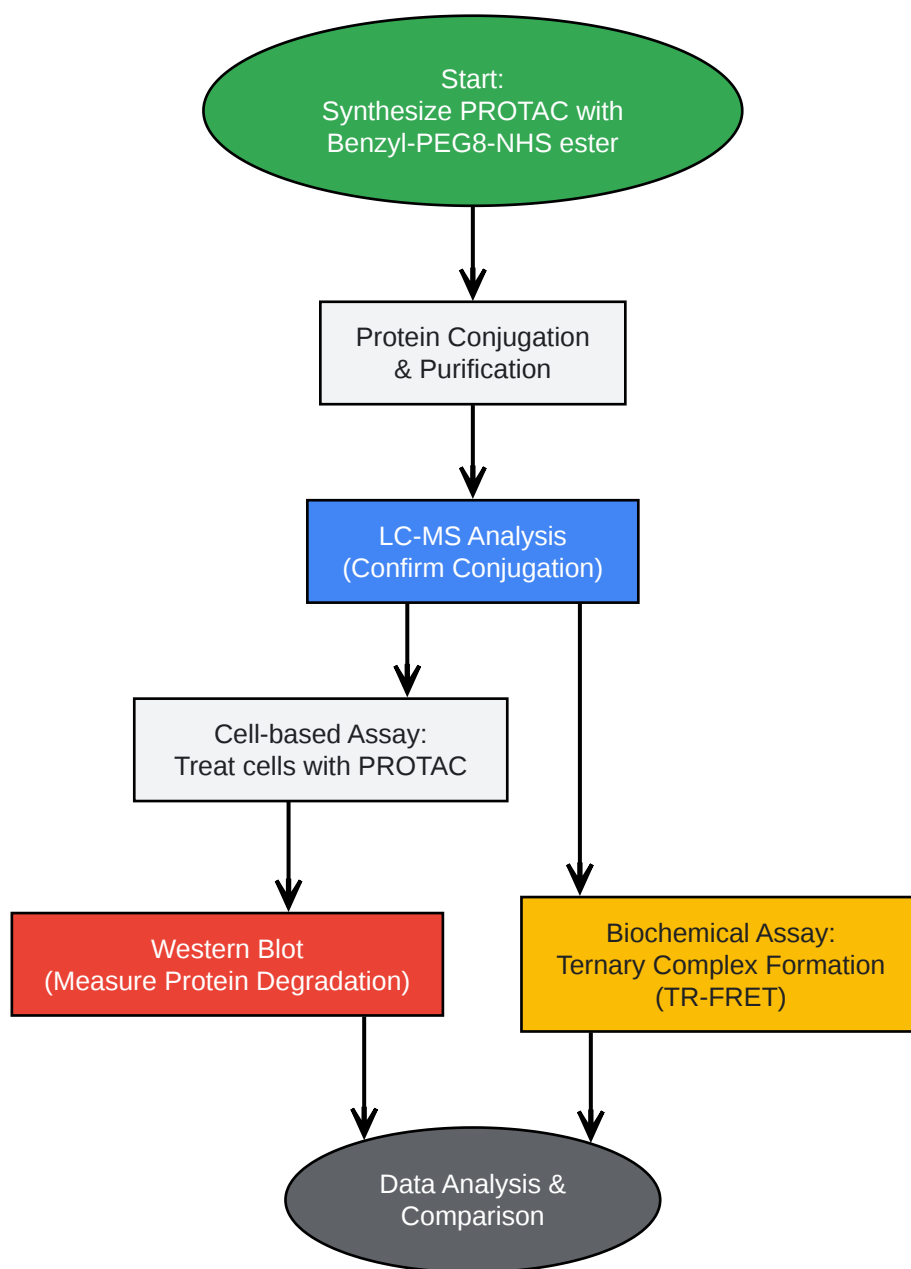 Start:
Synthesize PROTAC with
Benzyl-PEG8-NHS ester
Protein Conjugation
& Purification
LC-MS Analysis
(Confirm Conjugation)
Cell-based Assay:
Treat cells with PROTAC
Western Blot
(Measure Protein Degradation)
Biochemical Assay:
Ternary Complex Formation
(TR-FRET)
Data Analysis &
Comparison